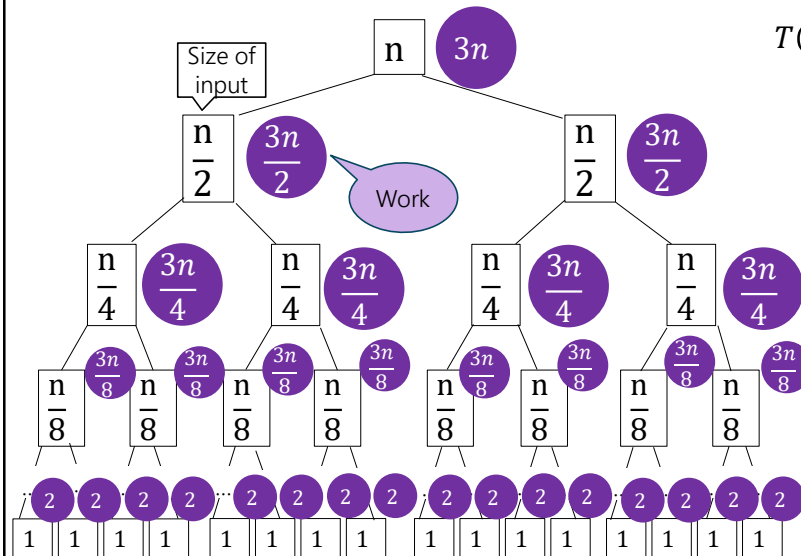 T(
n 3n
Size of
input
n/2 3n/2 n/2 3n/2
Work
n/4 3n/4 n/4 3n/4 n/4 3n/4 n/4 3n/4
3n/8 3n/8 3n/8 3n/8 3n/8 3n/8 3n/8 3n/8
n/8 n/8 n/8 n/8 n/8 n/8 n/8 n/8
.. 2 2 2 2 ... 2 2 2 2 . 2 2 2 2 .. 2 2 2 2
1 1 1 1 1 1 1 1 1 1 1 1 1 1 1 1